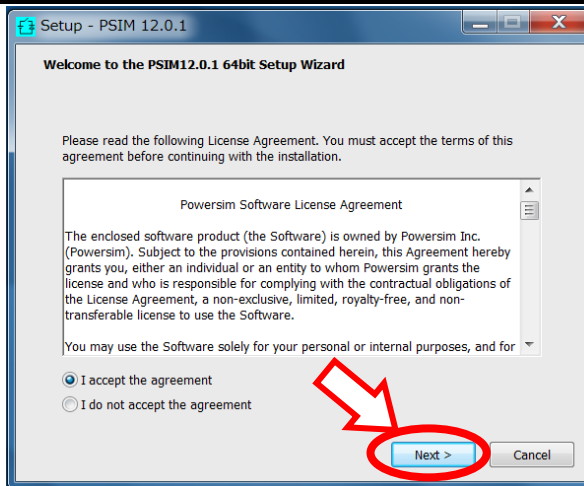 Setup - PSIM 12.0.1
Welcome to the PSIM12.0.1 64bit Setup Wizard
Please read the following License Agreement. You must accept the terms of this
agreement before continuing with the installation.
Powersim Software License Agreement
The enclosed software product (the Software) is owned by Powersim Inc.
(Powersim). Subject to the provisions contained herein, this Agreement hereby
grants you, either an individual or an entity to whom Powersim grants the
license and who is responsible for complying with the contractual obligations of
the License Agreement, a non-exclusive, limited, royalty-free, and non-
transferable license to use the Software.
You may use the Software solely for your personal or internal purposes, and for
I accept the agreement
I do not accept the agreement
Next >
Cancel